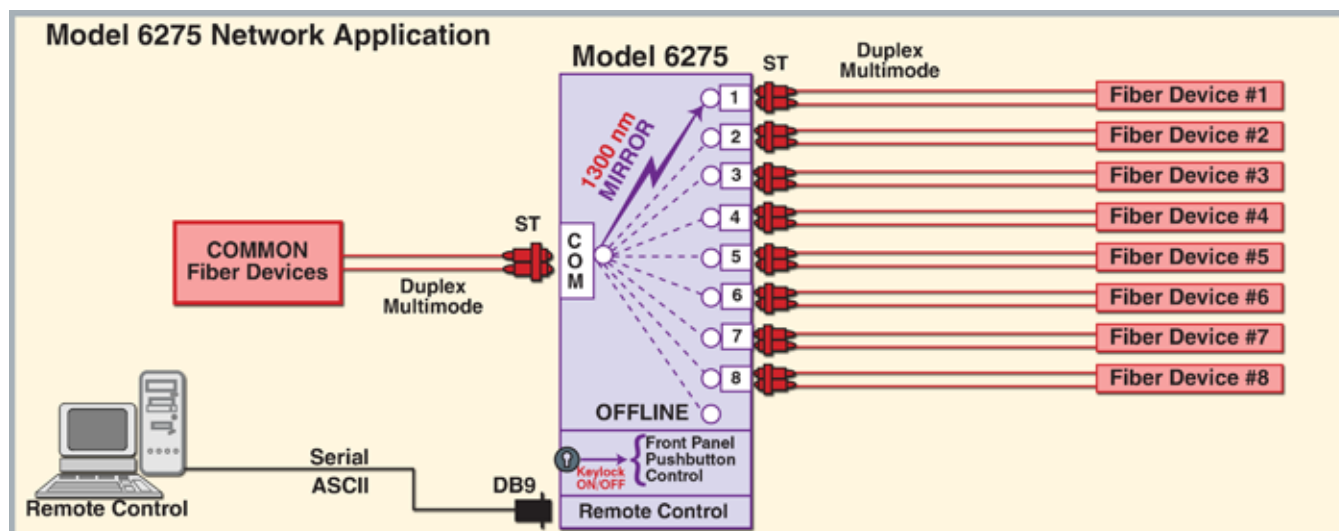 Model 6275 Network Application
Model 6275
ST
Duplex
Multimode
1
Fiber Device #1
2
Fiber Device #2
3
Fiber Device #3
4
Fiber Device #4
5
Fiber Device #5
6
Fiber Device #6
7
Fiber Device #7
8
Fiber Device #8
1300 nm
MIRROR
ST
COM
COMMON
Fiber Devices
Duplex
Multimode
OFFLINE
Keylock
ON/OFF
Front Panel
Pushbutton
Control
Serial
ASCII
DB9
Remote Control
Remote Control